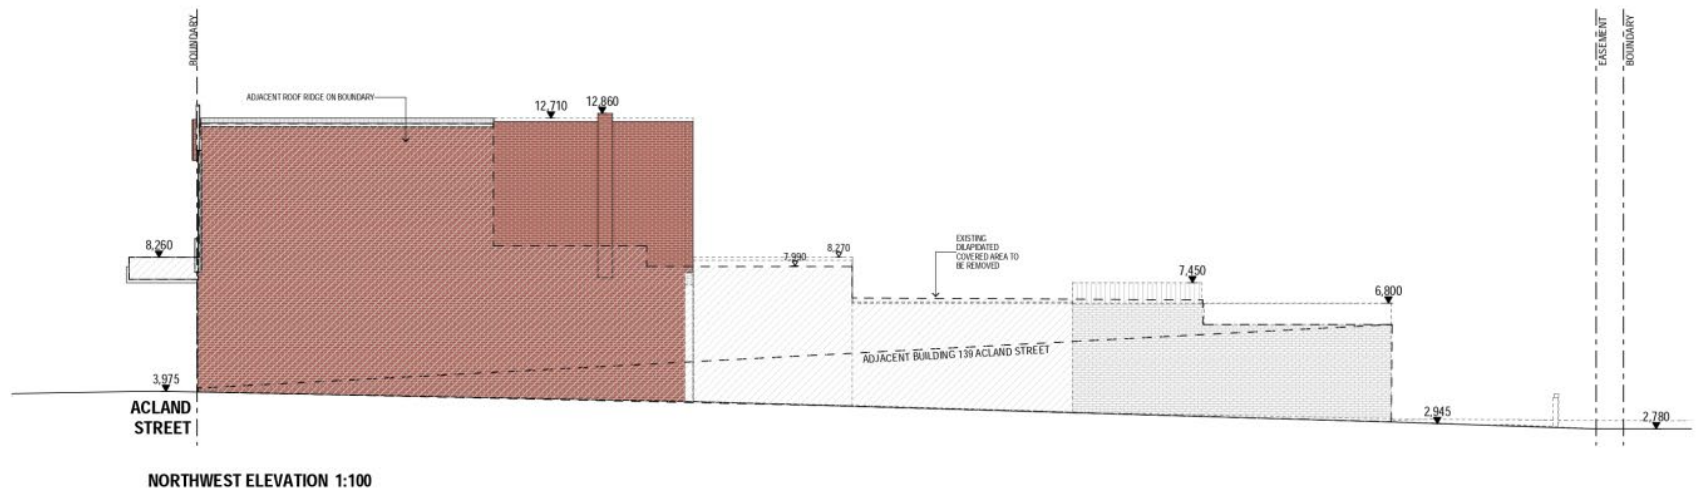 BOUNDARY
EASEMENT
BOUNDARY
ADJACENT ROOF RIDGE ON BOUNDARY
12,710
12,860
8,260
7,990
8,270
EXISTING
DILAPIDATED
COVERED AREA TO
BE REMOVED
7,450
6,800
ADJACENT BUILDING 139 ACLAND STREET
3,975
ACLAND
STREET
2,945
2,780
NORTHWEST ELEVATION 1:100